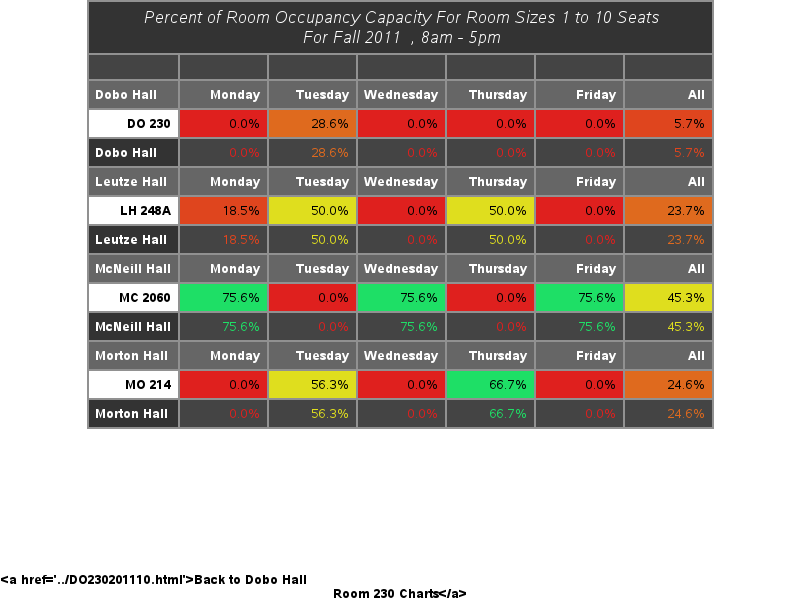 Percent of Room Occupancy Capacity For Room Sizes 1 to 10 Seats
For Fall 2011 , 8am - 5pm
Dobo Hall Monday Tuesday Wednesday Thursday Friday All
DO 230 0.0% 28.6% 0.0% 0.0% 0.0% 5.7%
Dobo Hall 0.0% 28.6% 0.0% 0.0% 0.0% 5.7%
Leutze Hall Monday Tuesday Wednesday Thursday Friday All
LH 248A 18.5% 50.0% 0.0% 50.0% 0.0% 23.7%
Leutze Hall 18.5% 50.0% 0.0% 50.0% 0.0% 23.7%
McNeill Hall Monday Tuesday Wednesday Thursday Friday All
MC 2060 75.6% 0.0% 75.6% 0.0% 75.6% 45.3%
McNeill Hall 75.6% 0.0% 75.6% 0.0% 75.6% 45.3%
Morton Hall Monday Tuesday Wednesday Thursday Friday All
MO 214 0.0% 56.3% 0.0% 66.7% 0.0% 24.6%
Morton Hall 0.0% 56.3% 0.0% 66.7% 0.0% 24.6%
<a href='../DO230201110.html'>Back to Dobo Hall
Room 230 Charts</a>